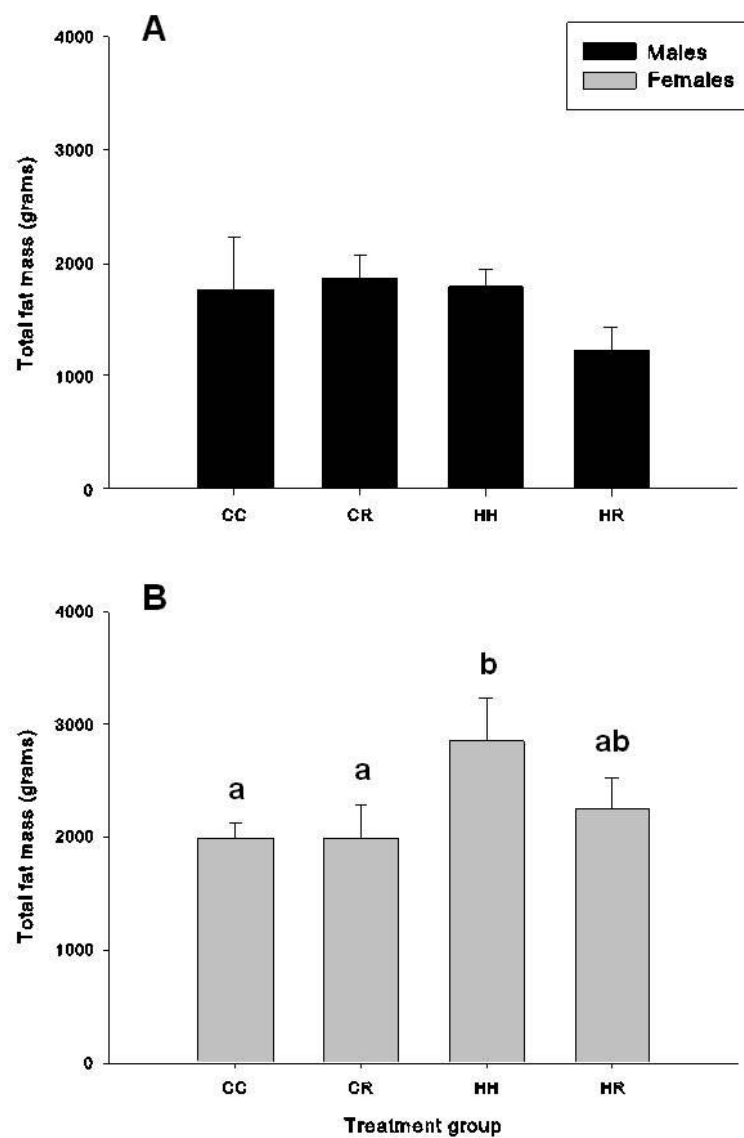 A
Males
Females
Total fat mass (grams)
4000
3000
2000
1000
0
CC CR HH HR
B
Total fat mass (grams)
4000
3000
2000
1000
0
a a b ab
CC CR HH HR
Treatment group